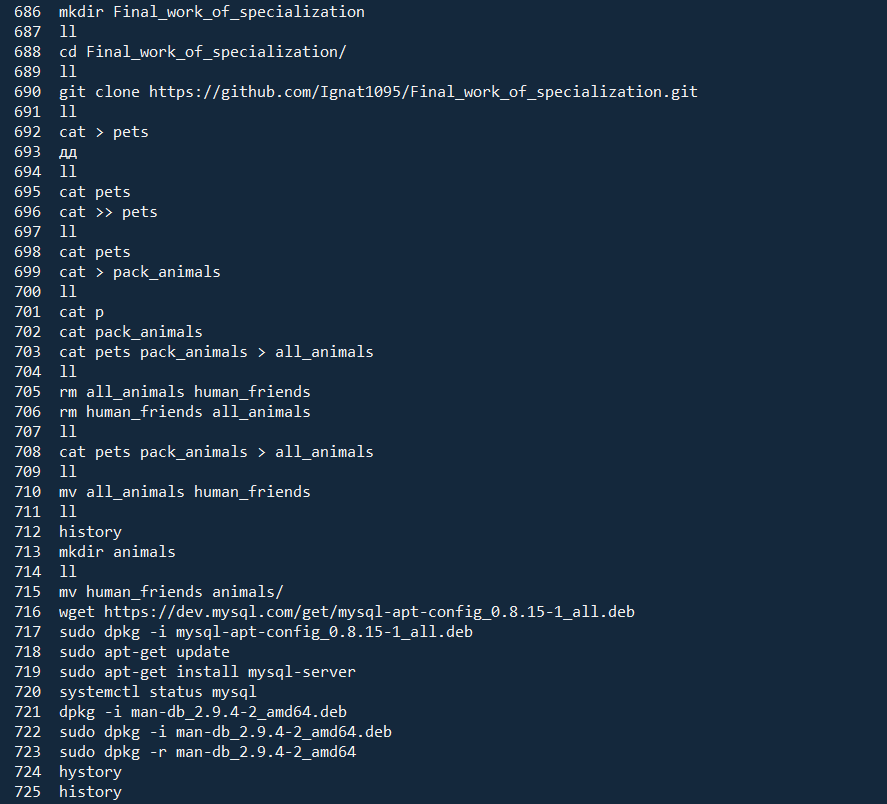 686 mkdir Final_work_of_specialization
687 ll
688 cd Final_work_of_specialization/
689 ll
690 git clone https://github.com/Ignat1095/Final_work_of_specialization.git
691 ll
692 cat > pets
693 дд
694 ll
695 cat pets
696 cat >> pets
697 ll
698 cat pets
699 cat > pack_animals
700 ll
701 cat p
702 cat pack_animals
703 cat pets pack_animals > all_animals
704 ll
705 rm all_animals human_friends
706 rm human_friends all_animals
707 ll
708 cat pets pack_animals > all_animals
709 ll
710 mv all_animals human_friends
711 ll
712 history
713 mkdir animals
714 ll
715 mv human_friends animals/
716 wget https://dev.mysql.com/get/mysql-apt-config_0.8.15-1_all.deb
717 sudo dpkg -i mysql-apt-config_0.8.15-1_all.deb
718 sudo apt-get update
719 sudo apt-get install mysql-server
720 systemctl status mysql
721 dpkg -i man-db_2.9.4-2_amd64.deb
722 sudo dpkg -i man-db_2.9.4-2_amd64.deb
723 sudo dpkg -r man-db_2.9.4-2_amd64
724 hystory
725 history